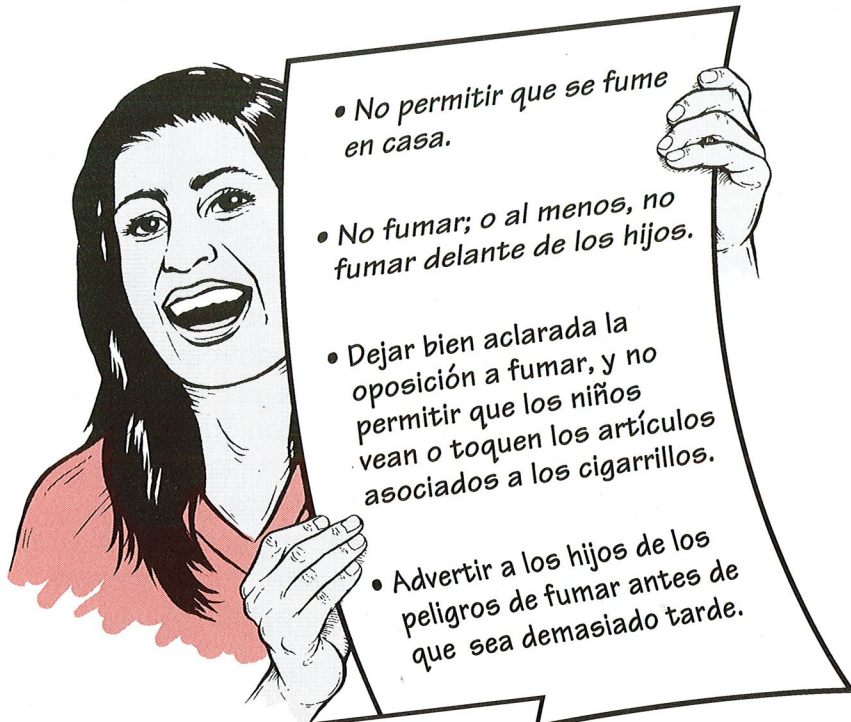 • No permitir que se fume
en casa.
• No fumar; o al menos, no
fumar delante de los hijos.
• Dejar bien aclarada la
oposición a fumar, y no
permitir que los niños
vean o toquen los artículos
asociados a los cigarrillos.
• Advertir a los hijos de los
peligros de fumar antes de
que sea demasiado tarde.